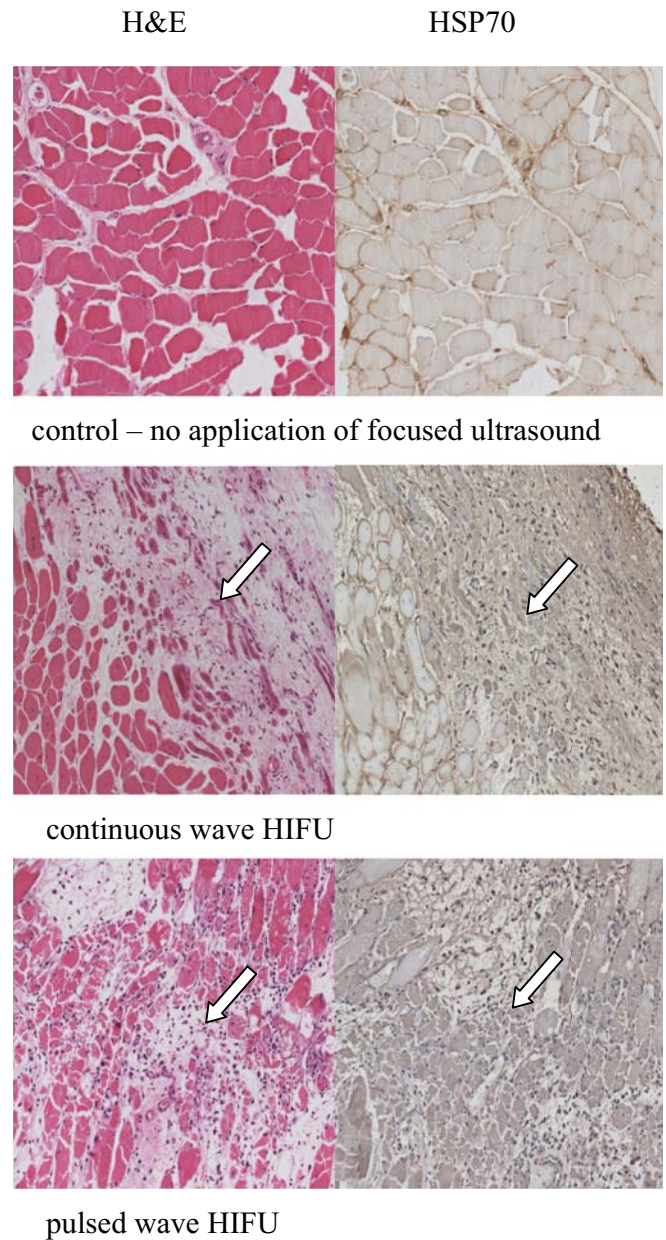 H&E HSP70
control – no application of focused ultrasound
continuous wave HIFU
pulsed wave HIFU